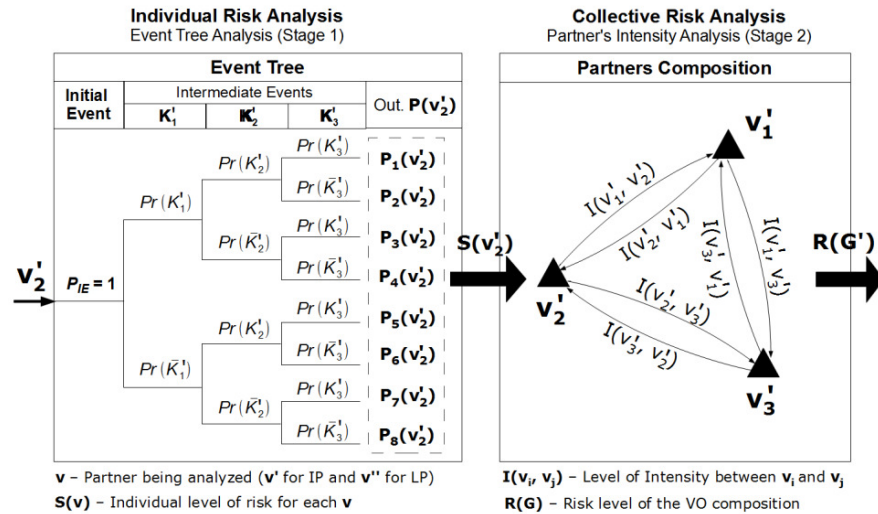 Individual Risk Analysis
Event Tree Analysis (Stage 1)
Event Tree
Initial Event
Intermediate Events
K'₁ K'₂ K'₃
Out. P(v'₂)
v'₂
P_IE = 1
Pr(K'₁)
Pr(K̄'₁)
Pr(K'₂)
Pr(K̄'₂)
Pr(K'₂)
Pr(K̄'₂)
Pr(K'₃)
Pr(K̄'₃)
Pr(K'₃)
Pr(K̄'₃)
Pr(K'₃)
Pr(K̄'₃)
Pr(K'₃)
Pr(K̄'₃)
P₁(v'₂)
P₂(v'₂)
P₃(v'₂)
P₄(v'₂)
P₅(v'₂)
P₆(v'₂)
P₇(v'₂)
P₈(v'₂)
v – Partner being analyzed (v' for IP and v'' for LP)
S(v) – Individual level of risk for each v
S(v'₂)
Collective Risk Analysis
Partner's Intensity Analysis (Stage 2)
Partners Composition
v'₁
v'₂
v'₃
I(v'₁, v'₂)
I(v'₂, v'₁)
I(v'₃, v'₁)
I(v'₁, v'₃)
I(v'₂, v'₃)
I(v'₃, v'₂)
R(G')
I(vᵢ, vⱼ) – Level of Intensity between vᵢ and vⱼ
R(G) – Risk level of the VO composition